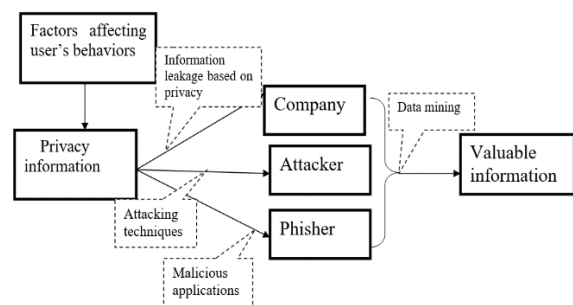 Factors affecting
user's behaviors
Information
leakage based on
privacy
Company
Data mining
Privacy
information
Attacker
Valuable
information
Attacking
techniques
Phisher
Malicious
applications